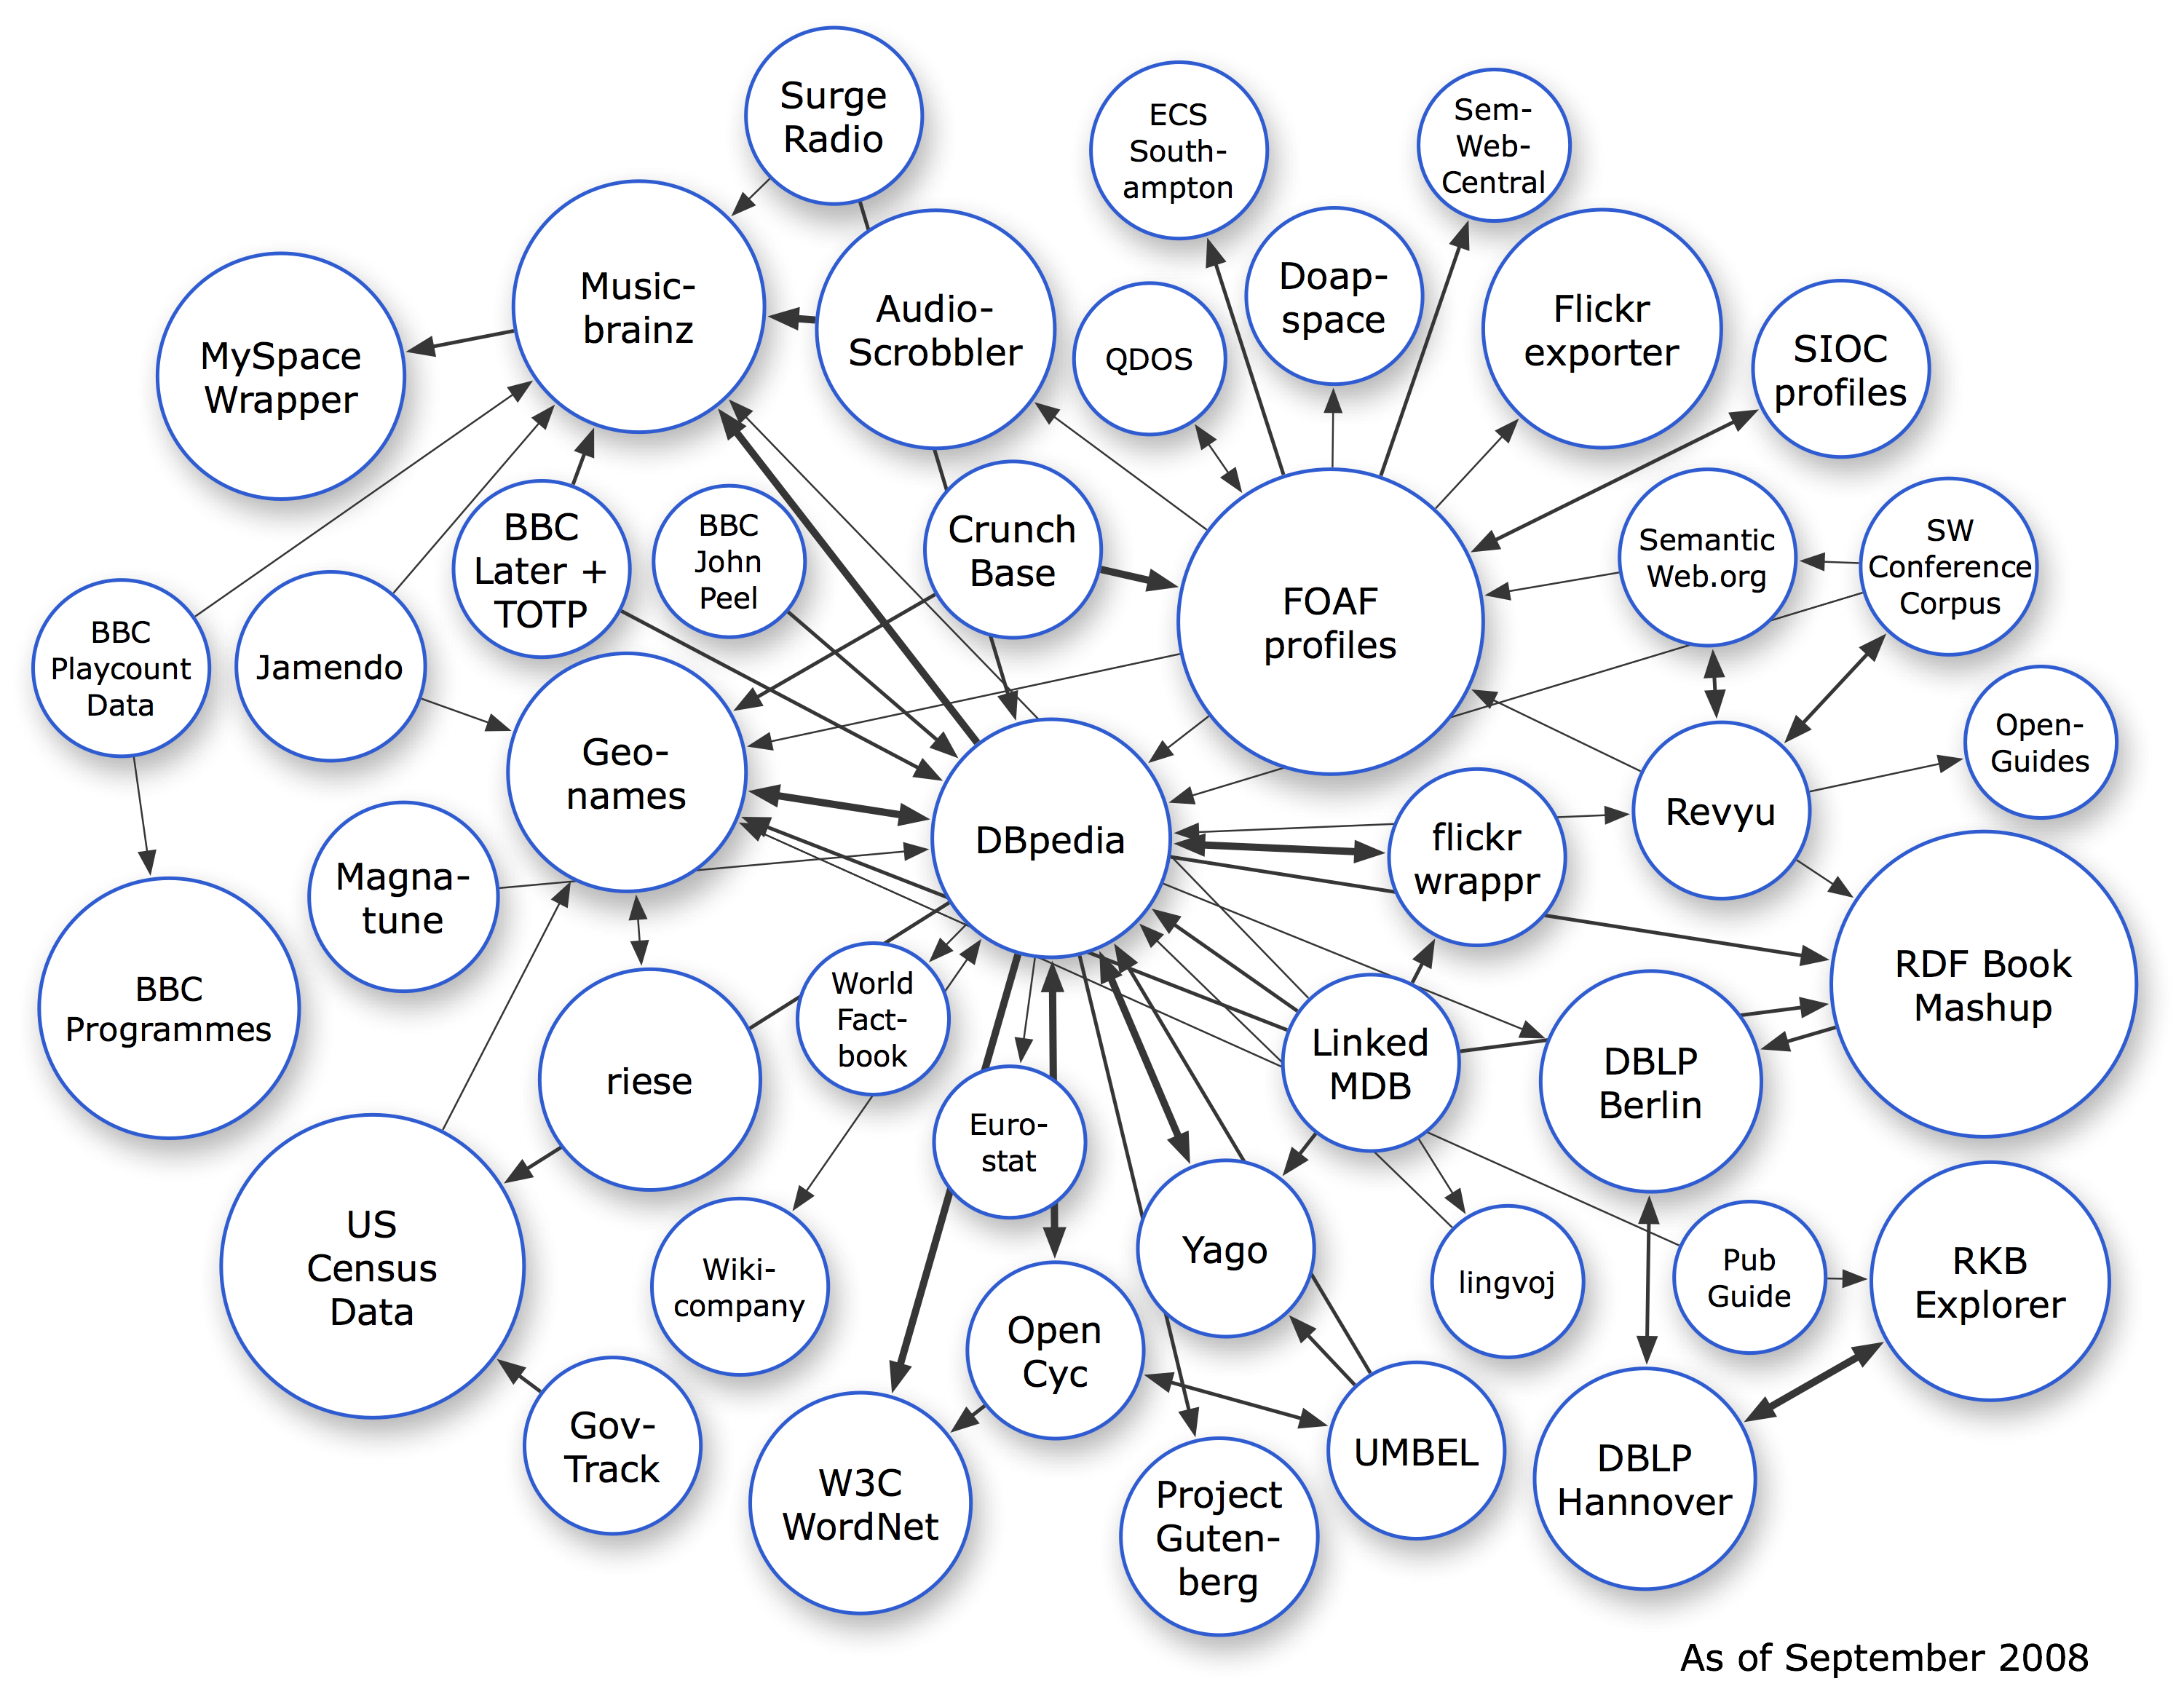 Surge
Radio
ECS
South-
ampton
Sem-
Web-
Central
Music-
brainz
Audio-
Scrobbler
Doap-
space
Flickr
exporter
MySpace
Wrapper
QDOS
SIOC
profiles
BBC
Later +
TOTP
BBC
John
Peel
Crunch
Base
FOAF
profiles
Semantic
Web.org
SW
Conference
Corpus
BBC
Playcount
Data
Jamendo
Geo-
names
DBpedia
flickr
wrappr
Revyu
Open-
Guides
Magna-
tune
BBC
Programmes
riese
World
Fact-
book
Linked
MDB
DBLP
Berlin
RDF Book
Mashup
Euro-
stat
US
Census
Data
Wiki-
company
Open
Cyc
Yago
lingvoj
Pub
Guide
RKB
Explorer
Gov-
Track
W3C
WordNet
Project
Guten-
berg
UMBEL
DBLP
Hannover
As of September 2008